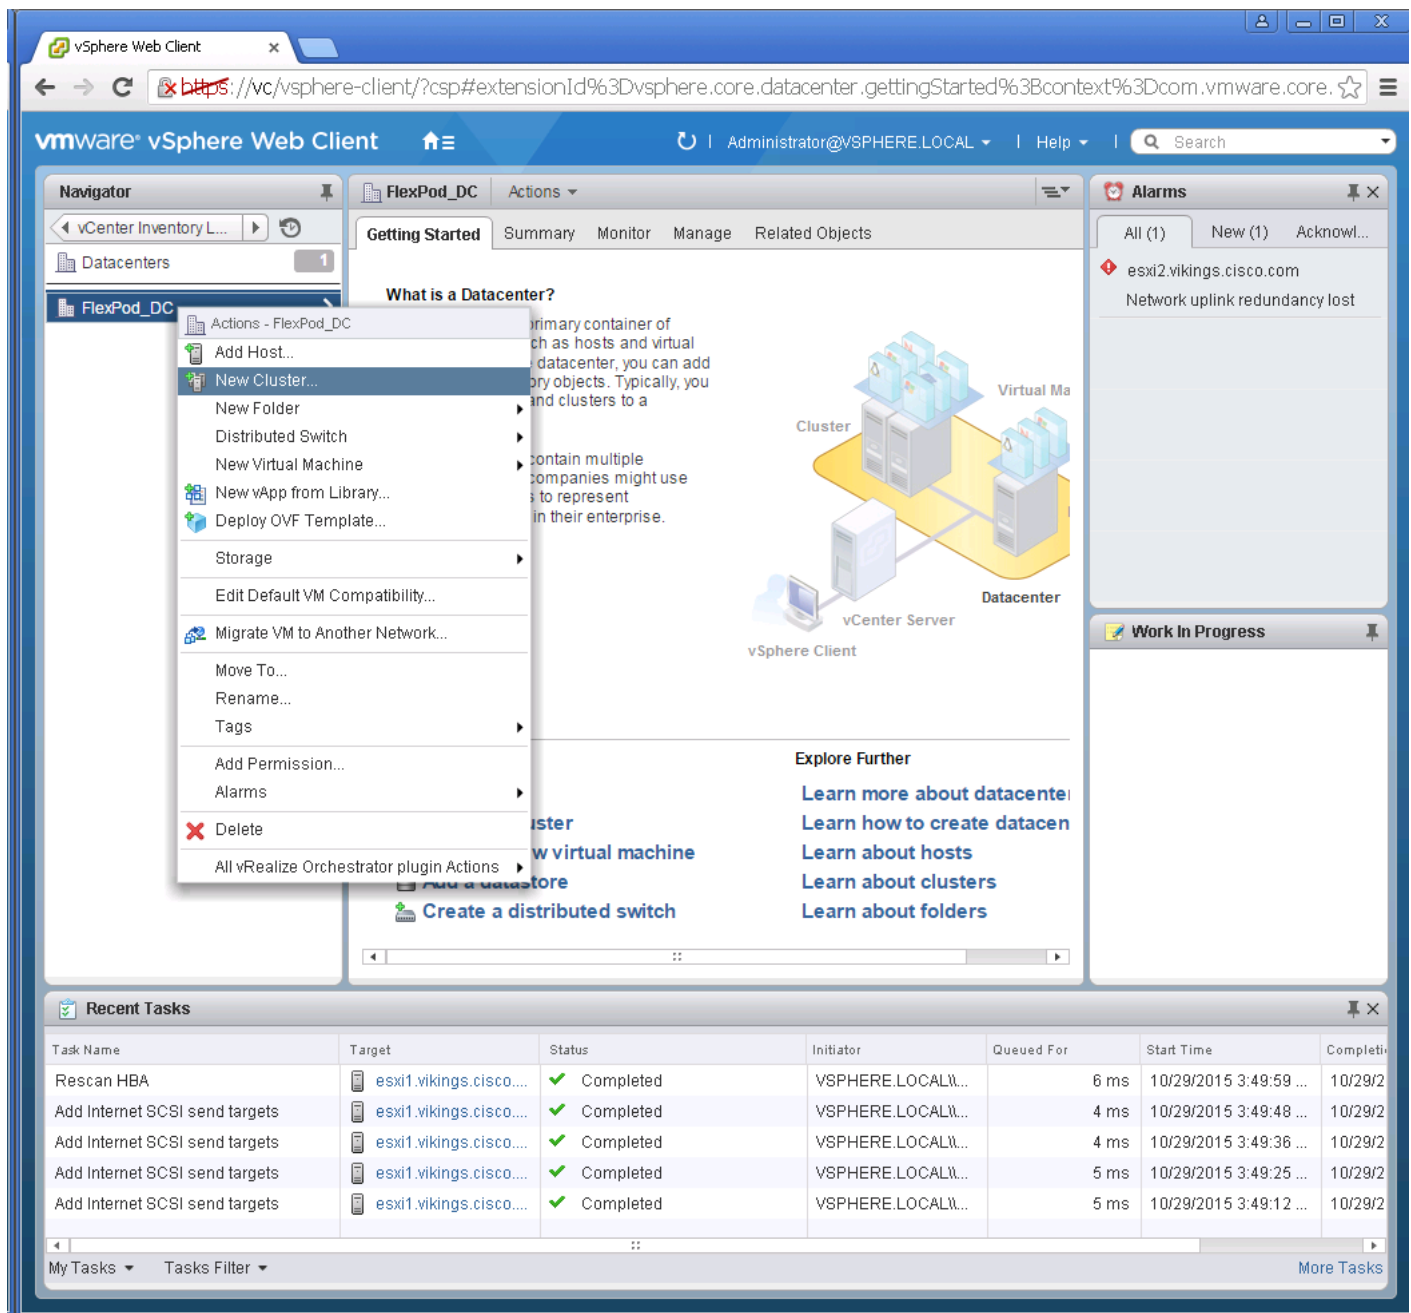 vSphere Web Client
https://vc/vsphere-client/?csp#extensionId%3Dvsphere.core.datacenter.gettingStarted%3Bcontext%3Dcom.vmware.core.
vmware® vSphere Web Client
Administrator@VSPHERE.LOCAL
Help
Search
Navigator
vCenter Inventory L...
Datacenters
1
FlexPod_DC
FlexPod_DC
Actions
Getting Started
Summary
Monitor
Manage
Related Objects
What is a Datacenter?
primary container of
ch as hosts and virtual
datacenter, you can add
ory objects. Typically, you
and clusters to a
contain multiple
companies might use
s to represent
in their enterprise.
Actions - FlexPod_DC
Add Host...
New Cluster...
New Folder
Distributed Switch
New Virtual Machine
New vApp from Library...
Deploy OVF Template...
Storage
Edit Default VM Compatibility...
Migrate VM to Another Network...
Move To...
Rename...
Tags
Add Permission...
Alarms
Delete
All vRealize Orchestrator plugin Actions
Virtual Ma
Cluster
Datacenter
vCenter Server
vSphere Client
uster
w virtual machine
Add a datastore
Create a distributed switch
Explore Further
Learn more about datacente
Learn how to create datacen
Learn about hosts
Learn about clusters
Learn about folders
Alarms
All (1)
New (1)
Acknowl...
esxi2.vikings.cisco.com
Network uplink redundancy lost
Work In Progress
Recent Tasks
Task Name Target Status Initiator Queued For Start Time Completi
Rescan HBA esxi1.vikings.cisco.... Completed VSPHERE.LOCAL\\... 6 ms 10/29/2015 3:49:59 ... 10/29/2
Add Internet SCSI send targets esxi1.vikings.cisco.... Completed VSPHERE.LOCAL\\... 4 ms 10/29/2015 3:49:48 ... 10/29/2
Add Internet SCSI send targets esxi1.vikings.cisco.... Completed VSPHERE.LOCAL\\... 4 ms 10/29/2015 3:49:36 ... 10/29/2
Add Internet SCSI send targets esxi1.vikings.cisco.... Completed VSPHERE.LOCAL\\... 5 ms 10/29/2015 3:49:25 ... 10/29/2
Add Internet SCSI send targets esxi1.vikings.cisco.... Completed VSPHERE.LOCAL\\... 5 ms 10/29/2015 3:49:12 ... 10/29/2
My Tasks
Tasks Filter
More Tasks